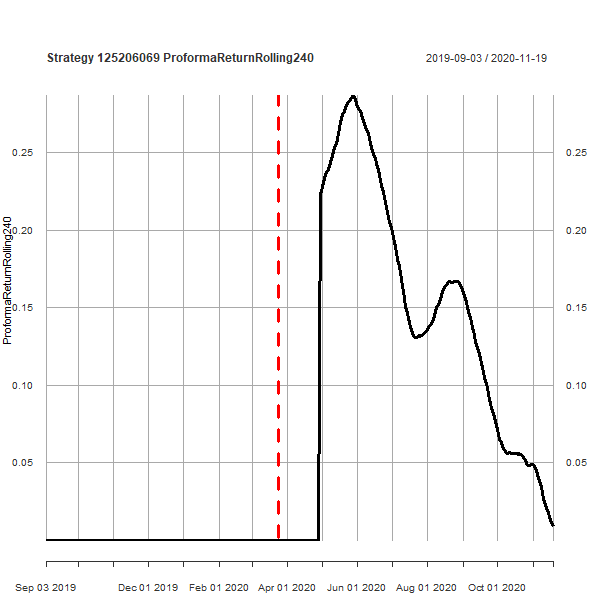 Strategy 125206069 ProformaReturnRolling240
2019-09-03 / 2020-11-19
ProformaReturnRolling240
0.25
0.20
0.15
0.10
0.05
0.25
0.20
0.15
0.10
0.05
Sep 03 2019
Dec 01 2019
Feb 01 2020
Apr 01 2020
Jun 01 2020
Aug 01 2020
Oct 01 2020